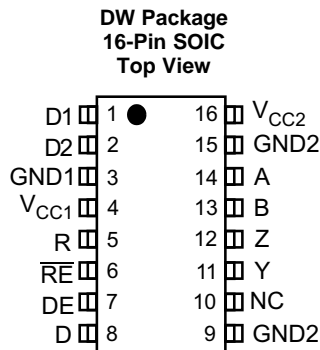 DW Package
16-Pin SOIC
Top View
D1 1 16 VCC2
D2 2 15 GND2
GND1 3 14 A
VCC1 4 13 B
R 5 12 Z
R̅E̅ 6 11 Y
DE 7 10 NC
D 8 9 GND2